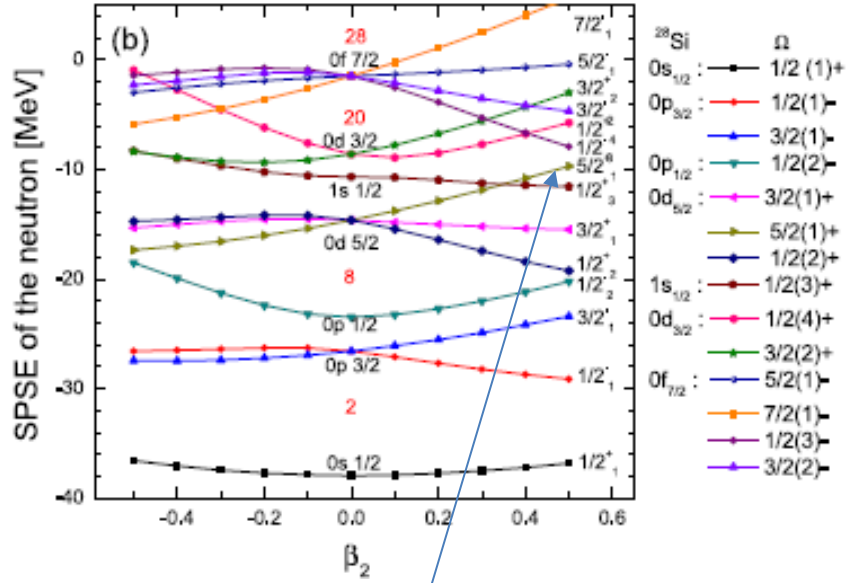 (b)
28
0f 7/2
20
0d 3/2
1s 1/2
0d 5/2
8
0p 1/2
0p 3/2
2
0s 1/2
7/2-1
5/2-1
3/2+2
3/2-2
1/2+4
5/2+1
1/2+3
3/2+1
1/2+2
1/2-2
3/2-1
1/2-1
1/2+1
SPSE of the neutron [MeV]
0
-10
-20
-30
-40
-0.4 -0.2 0.0 0.2 0.4 0.6
β2
28Si Ω
0s1/2 : 1/2 (1)+
0p3/2 : 1/2(1)-
3/2(1)-
0p1/2 : 1/2(2)-
0d5/2 : 3/2(1)+
5/2(1)+
1/2(2)+
1s1/2 : 1/2(3)+
0d3/2 : 1/2(4)+
3/2(2)+
0f7/2 : 5/2(1)-
7/2(1)-
1/2(3)-
3/2(2)-